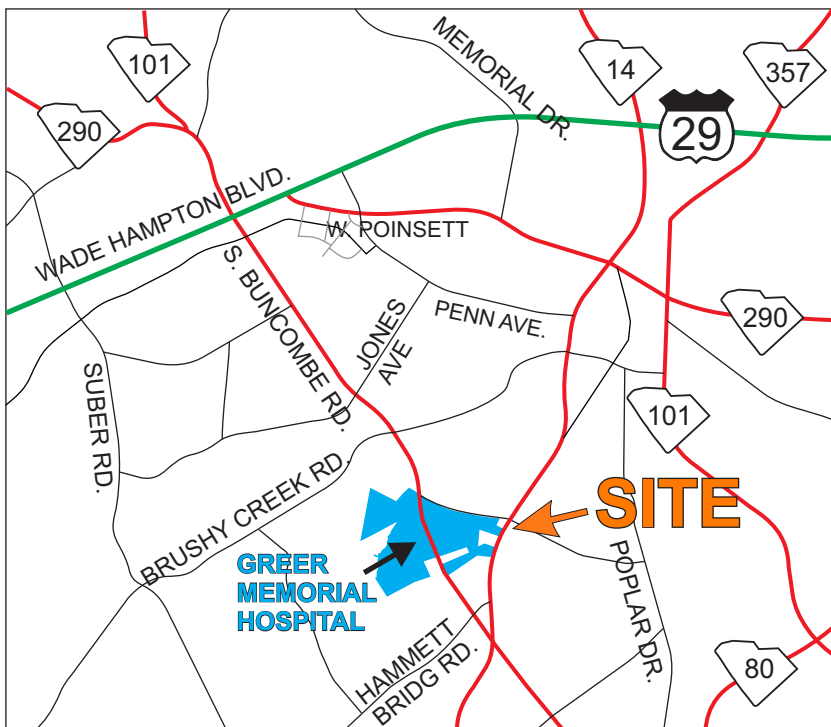 101
14
357
290
MEMORIAL DR.
29
WADE HAMPTON BLVD.
W. POINSETT
S. BUNCOMBE RD.
JONES
AVE
PENN AVE.
290
SUBER RD.
101
BRUSHY CREEK RD.
SITE
GREER
MEMORIAL
HOSPITAL
POPLAR DR.
HAMMETT
BRIDG RD.
80